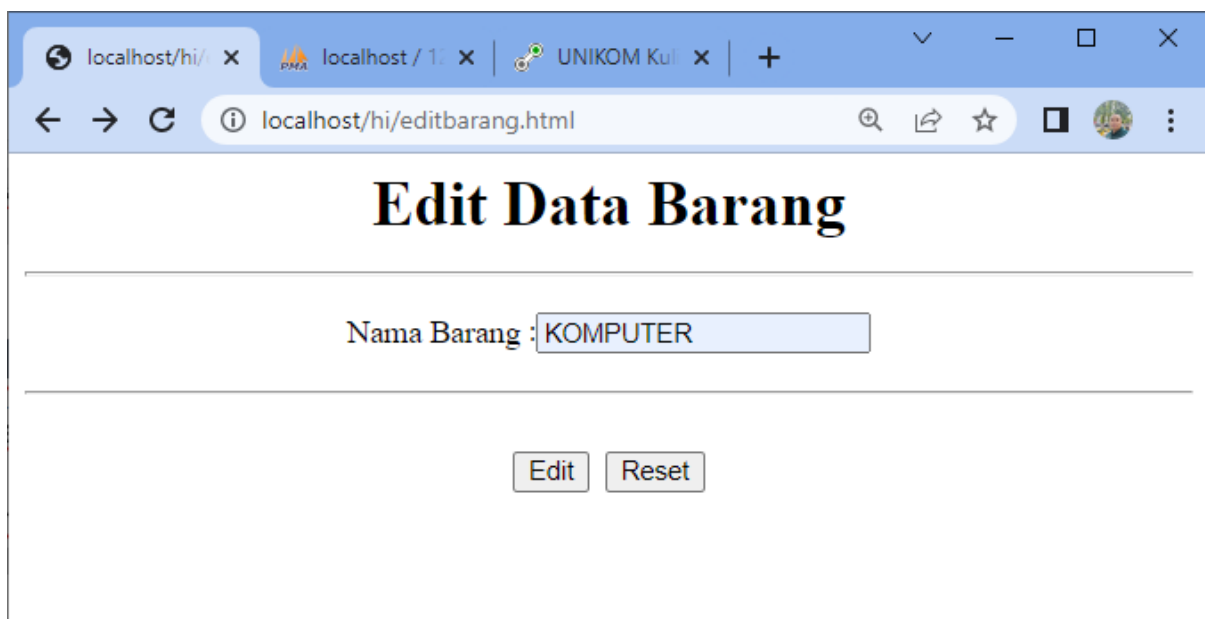 localhost/hi/
localhost / 1
UNIKOM Kul
localhost/hi/editbarang.html
Edit Data Barang
Nama Barang : KOMPUTER
Edit Reset